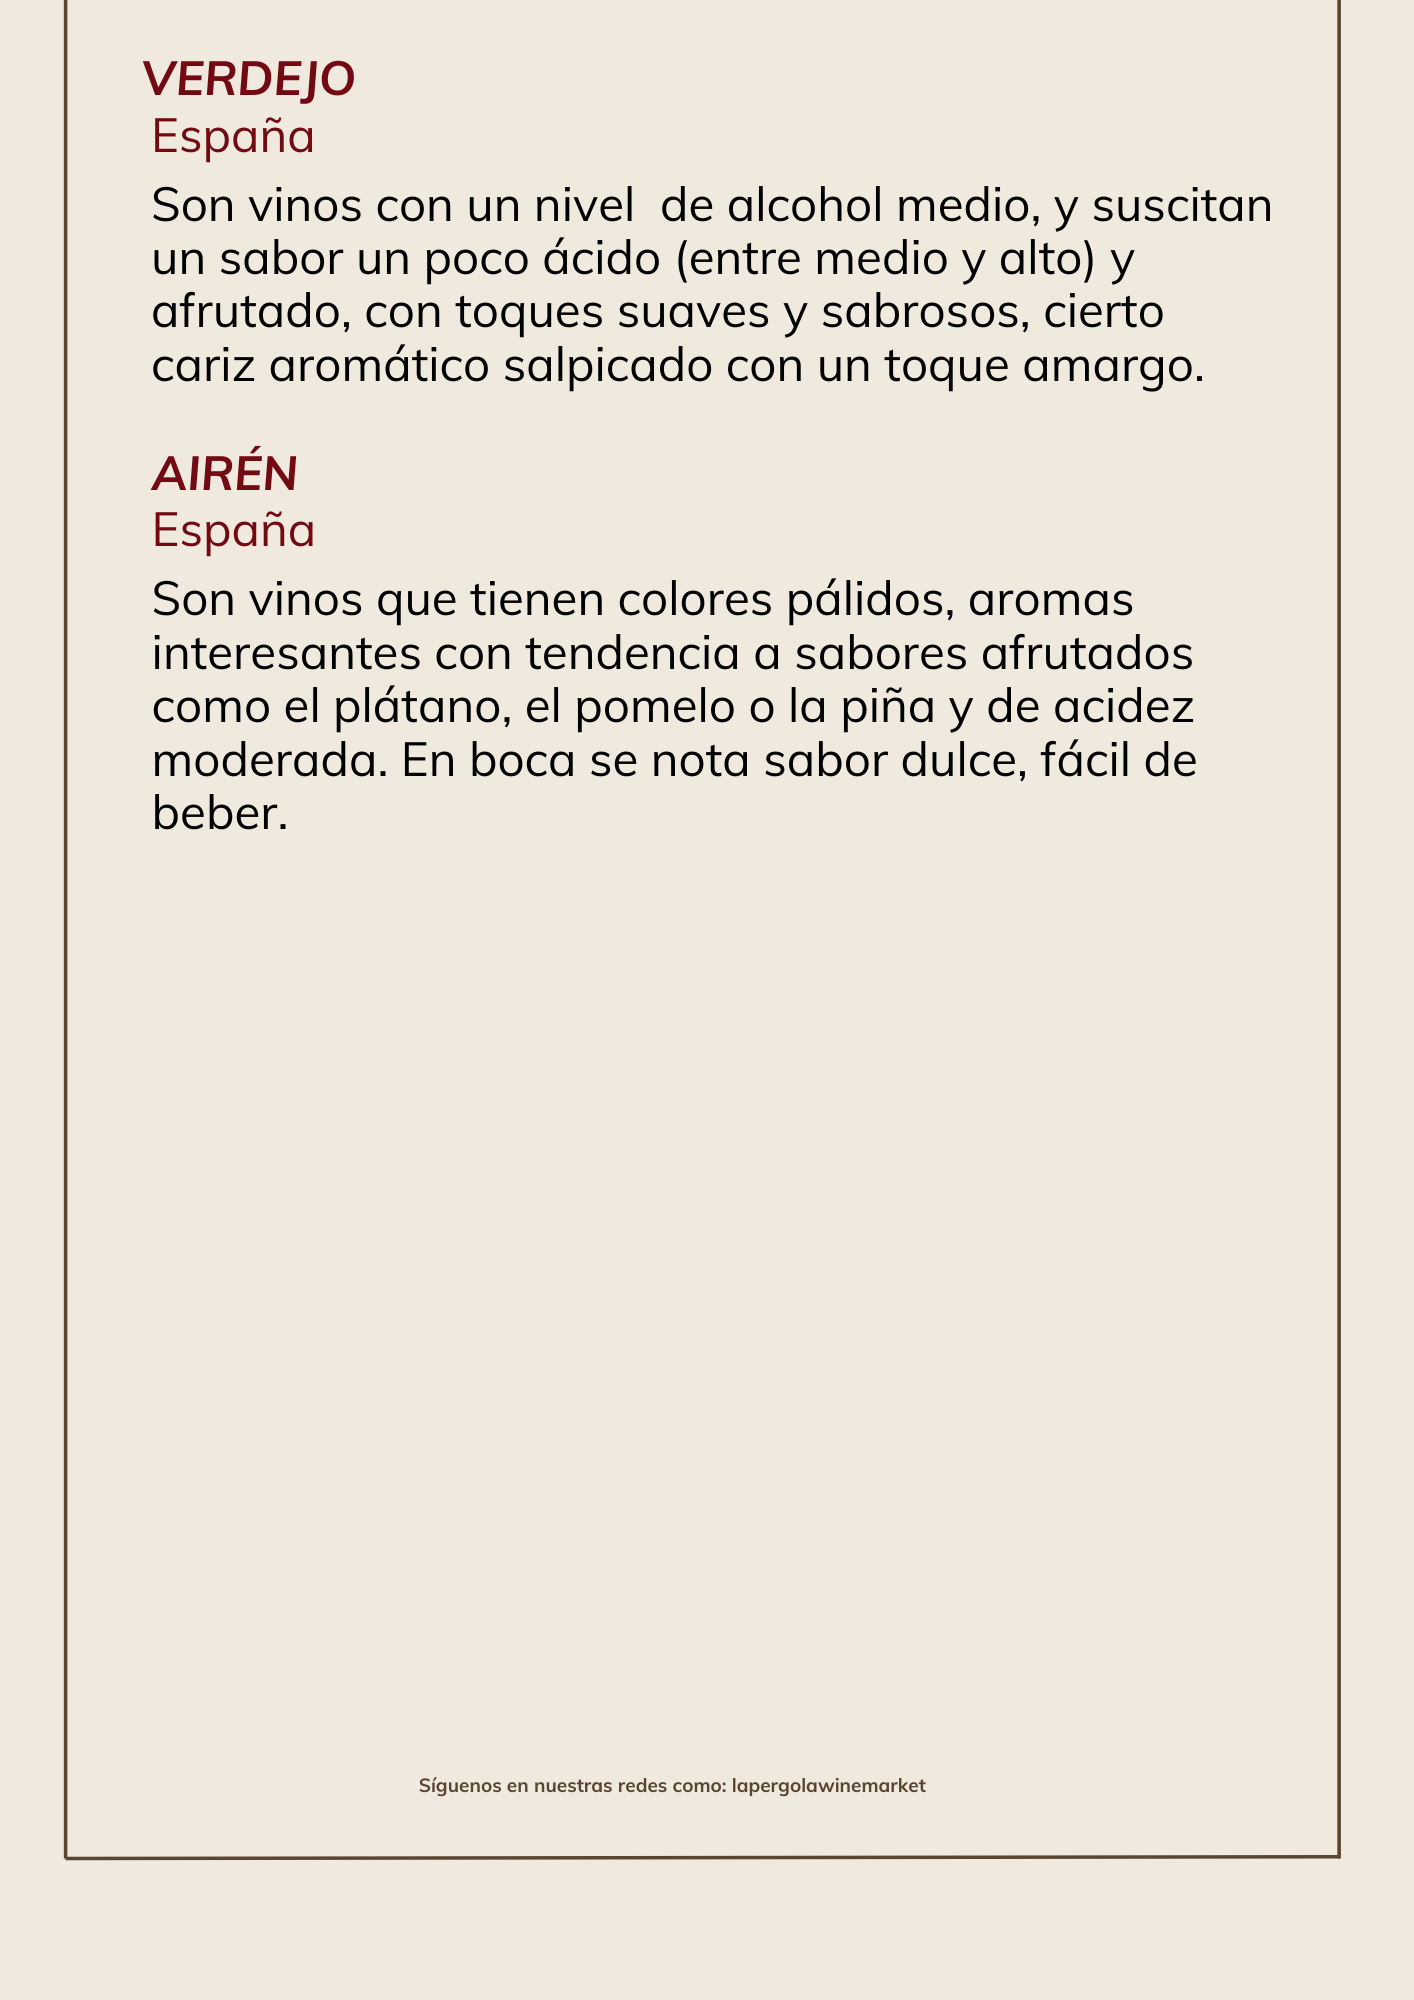 VERDEJO
España
Son vinos con un nivel  de alcohol medio, y suscitan
un sabor un poco ácido (entre medio y alto) y
afrutado, con toques suaves y sabrosos, cierto
cariz aromático salpicado con un toque amargo.
AIRÉN
España
Son vinos que tienen colores pálidos, aromas
interesantes con tendencia a sabores afrutados
como el plátano, el pomelo o la piña y de acidez
moderada. En boca se nota sabor dulce, fácil de
beber.
Síguenos en nuestras redes como: lapergolawinemarket